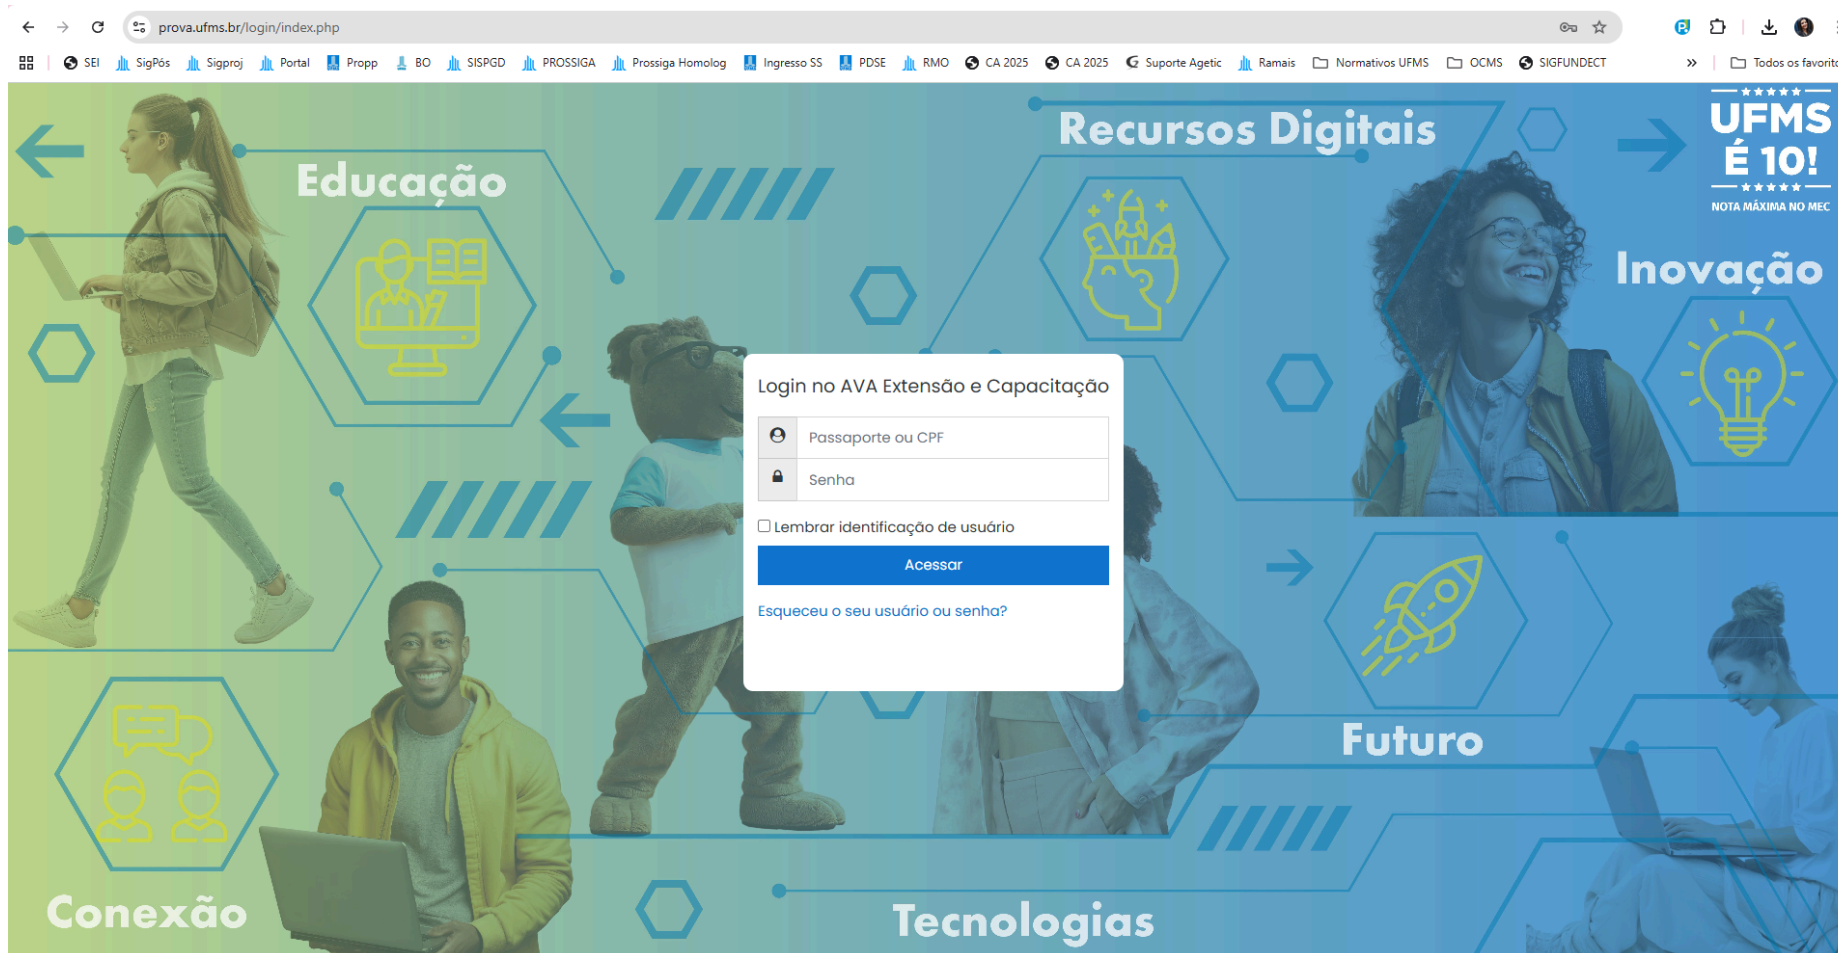 prova.ufms.br/login/index.php
SEI SigPós Sigproj Portal Propp BO SISPGD PROSSIGA Prossiga Homolog Ingresso SS PDSE RMO CA 2025 CA 2025 Suporte Agetic Ramais Normativos UFMS OCMS SIGFUNDECT » Todos os favorito
Recursos Digitais
UFMS
É 10!
NOTA MÁXIMA NO MEC
Educação
Inovação
Login no AVA Extensão e Capacitação
Passaporte ou CPF
Senha
Lembrar identificação de usuário
Acessar
Esqueceu o seu usuário ou senha?
Futuro
Conexão
Tecnologias